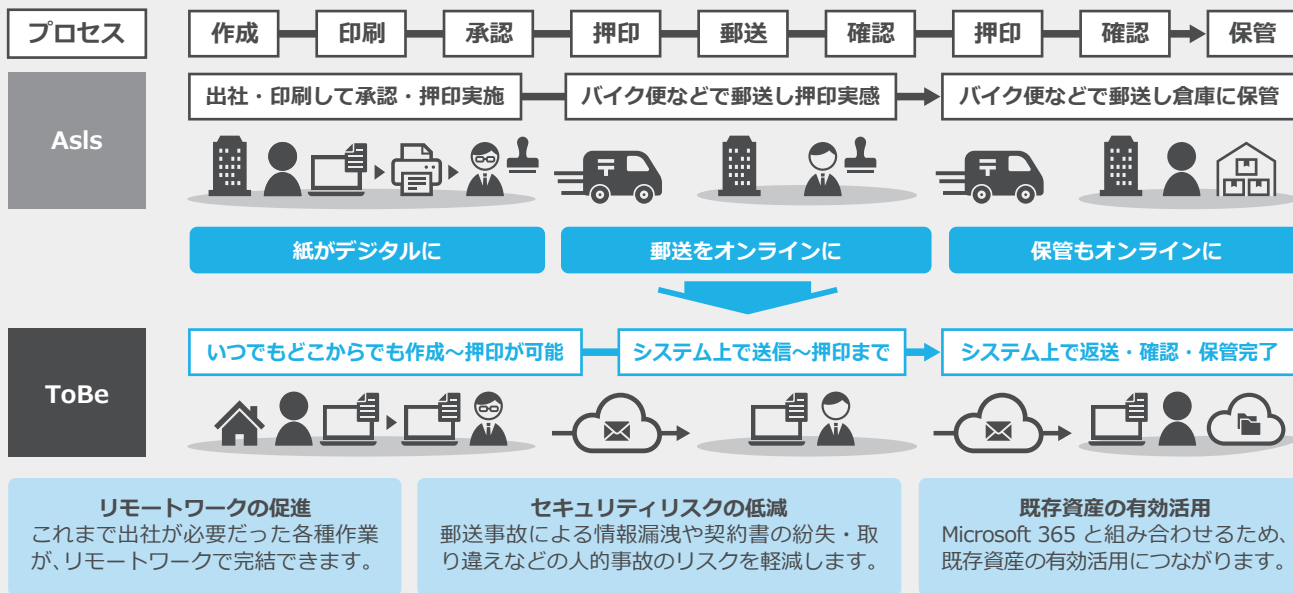 プロセス
作成 印刷 承認 押印 郵送 確認 押印 確認 保管
AsIs
出社・印刷して承認・押印実施 バイク便などで郵送し押印実感 バイク便などで郵送し倉庫に保管
紙がデジタルに 郵送をオンラインに 保管もオンラインに
ToBe
いつでもどこからでも作成～押印が可能 システム上で送信～押印まで システム上で返送・確認・保管完了
リモートワークの促進
これまで出社が必要だった各種作業
が、リモートワークで完結できます。
セキュリティリスクの低減
郵送事故による情報漏洩や契約書の紛失・取
り違えなどの人的事故のリスクを軽減します。
既存資産の有効活用
Microsoft 365 と組み合わせるため、
既存資産の有効活用につながります。